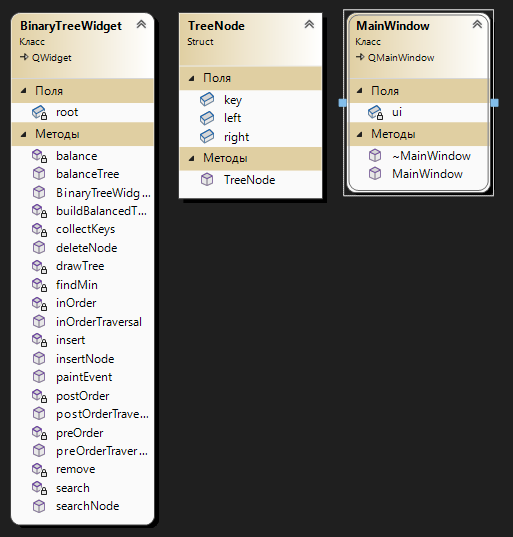 BinaryTreeWidget
Класс
QWidget
Поля
root
Методы
balance
balanceTree
BinaryTreeWidg...
buildBalancedT...
collectKeys
deleteNode
drawTree
findMin
inOrder
inOrderTraversal
insert
insertNode
paintEvent
postOrder
postOrderTrave...
preOrder
preOrderTraver...
remove
search
searchNode
TreeNode
Struct
Поля
key
left
right
Методы
TreeNode
MainWindow
Класс
QMainWindow
Поля
ui
Методы
~MainWindow
MainWindow